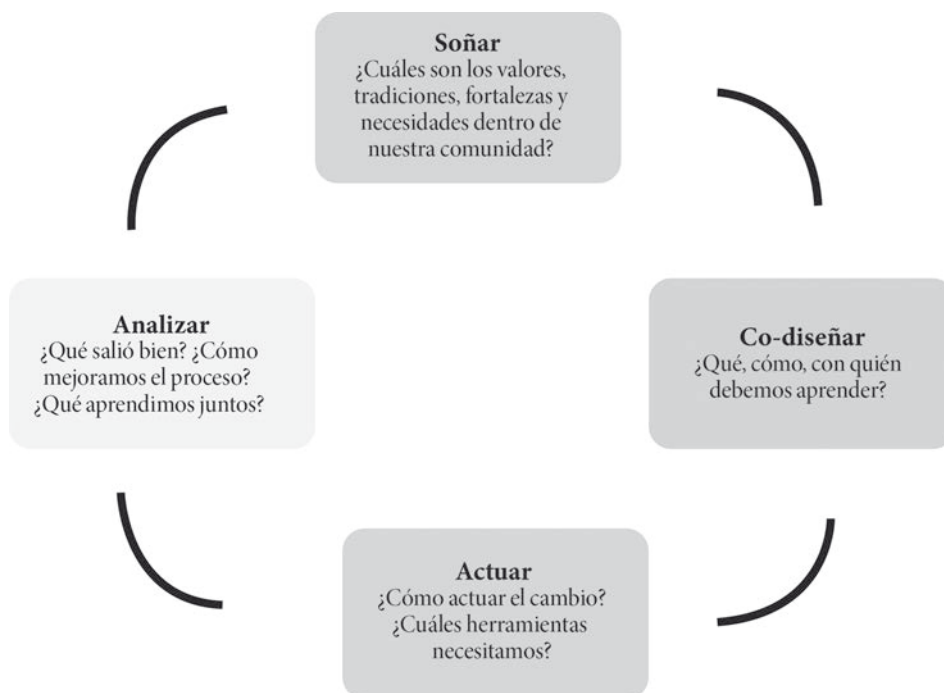 Soñar
¿Cuáles son los valores,
tradiciones, fortalezas y
necesidades dentro de
nuestra comunidad?
Analizar
¿Qué salió bien? ¿Cómo
mejoramos el proceso?
¿Qué aprendimos juntos?
Co-diseñar
¿Qué, cómo, con quién
debemos aprender?
Actuar
¿Cómo actuar el cambio?
¿Cuáles herramientas
necesitamos?